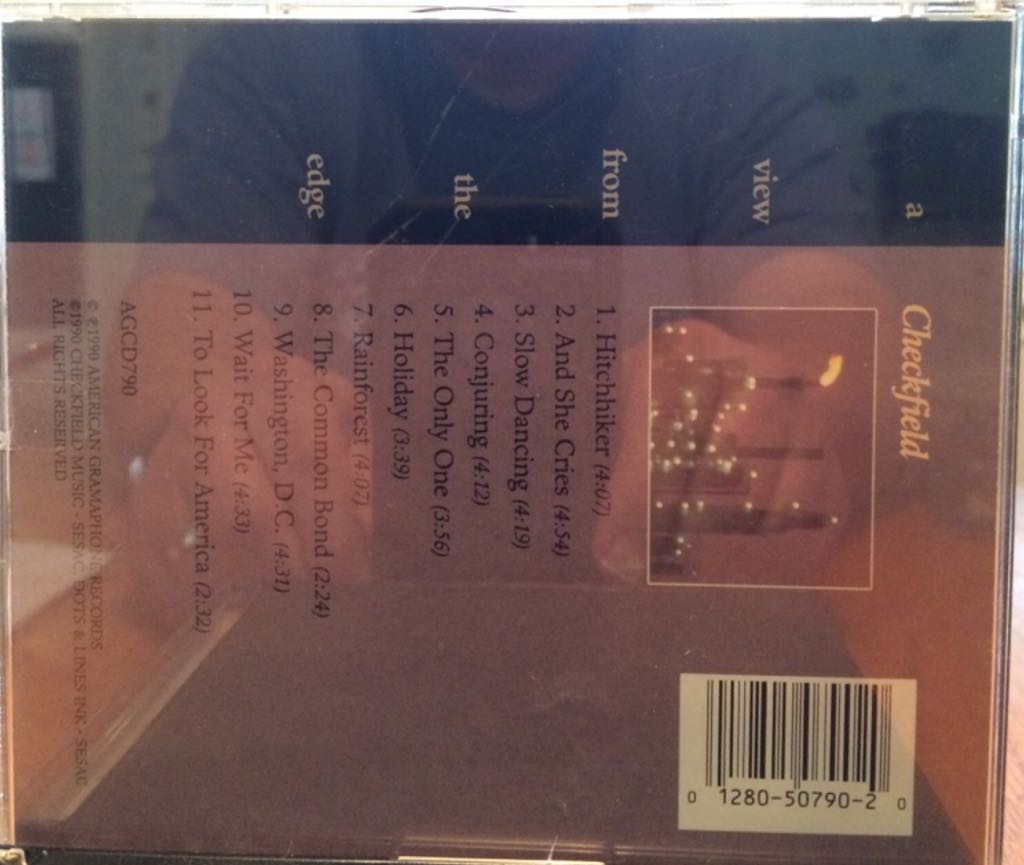 a
view
from
the
edge
Checkfield
1. Hitchhiker (4:07)
2. And She Cries (4:54)
3. Slow Dancing (4:19)
4. Conjuring (4:12)
5. The Only One (3:56)
6. Holiday (3:39)
7. Rainforest (4:07)
8. The Common Bond (2:24)
9. Washington, D.C.. (4:31)
10. Wait For Me (4:33)
11. To Look For America (2:32)
AGCD790
© ℗1990 AMERICAN GRAMAPHONE RECORDS
©1990 CHECKFIELD MUSIC - SESAC/DOTS & LINES INK - SESAC
ALL RIGHTS RESERVED
0 1280-50790-2 0